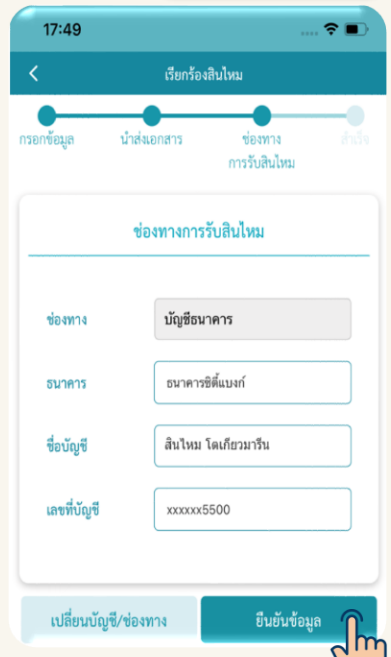 17:49
เรียกร้องสินไหม
กรอกข้อมูล นำส่งเอกสาร ช่องทาง สำเร็จ
การรับสินไหม
ช่องทางการรับสินไหม
ช่องทาง บัญชีธนาคาร
ธนาคาร ธนาคารซิตี้แบงก์
ชื่อบัญชี สินไหม โตเกียวมารีน
เลขที่บัญชี xxxxxx5500
เปลี่ยนบัญชี/ช่องทาง ยืนยันข้อมูล